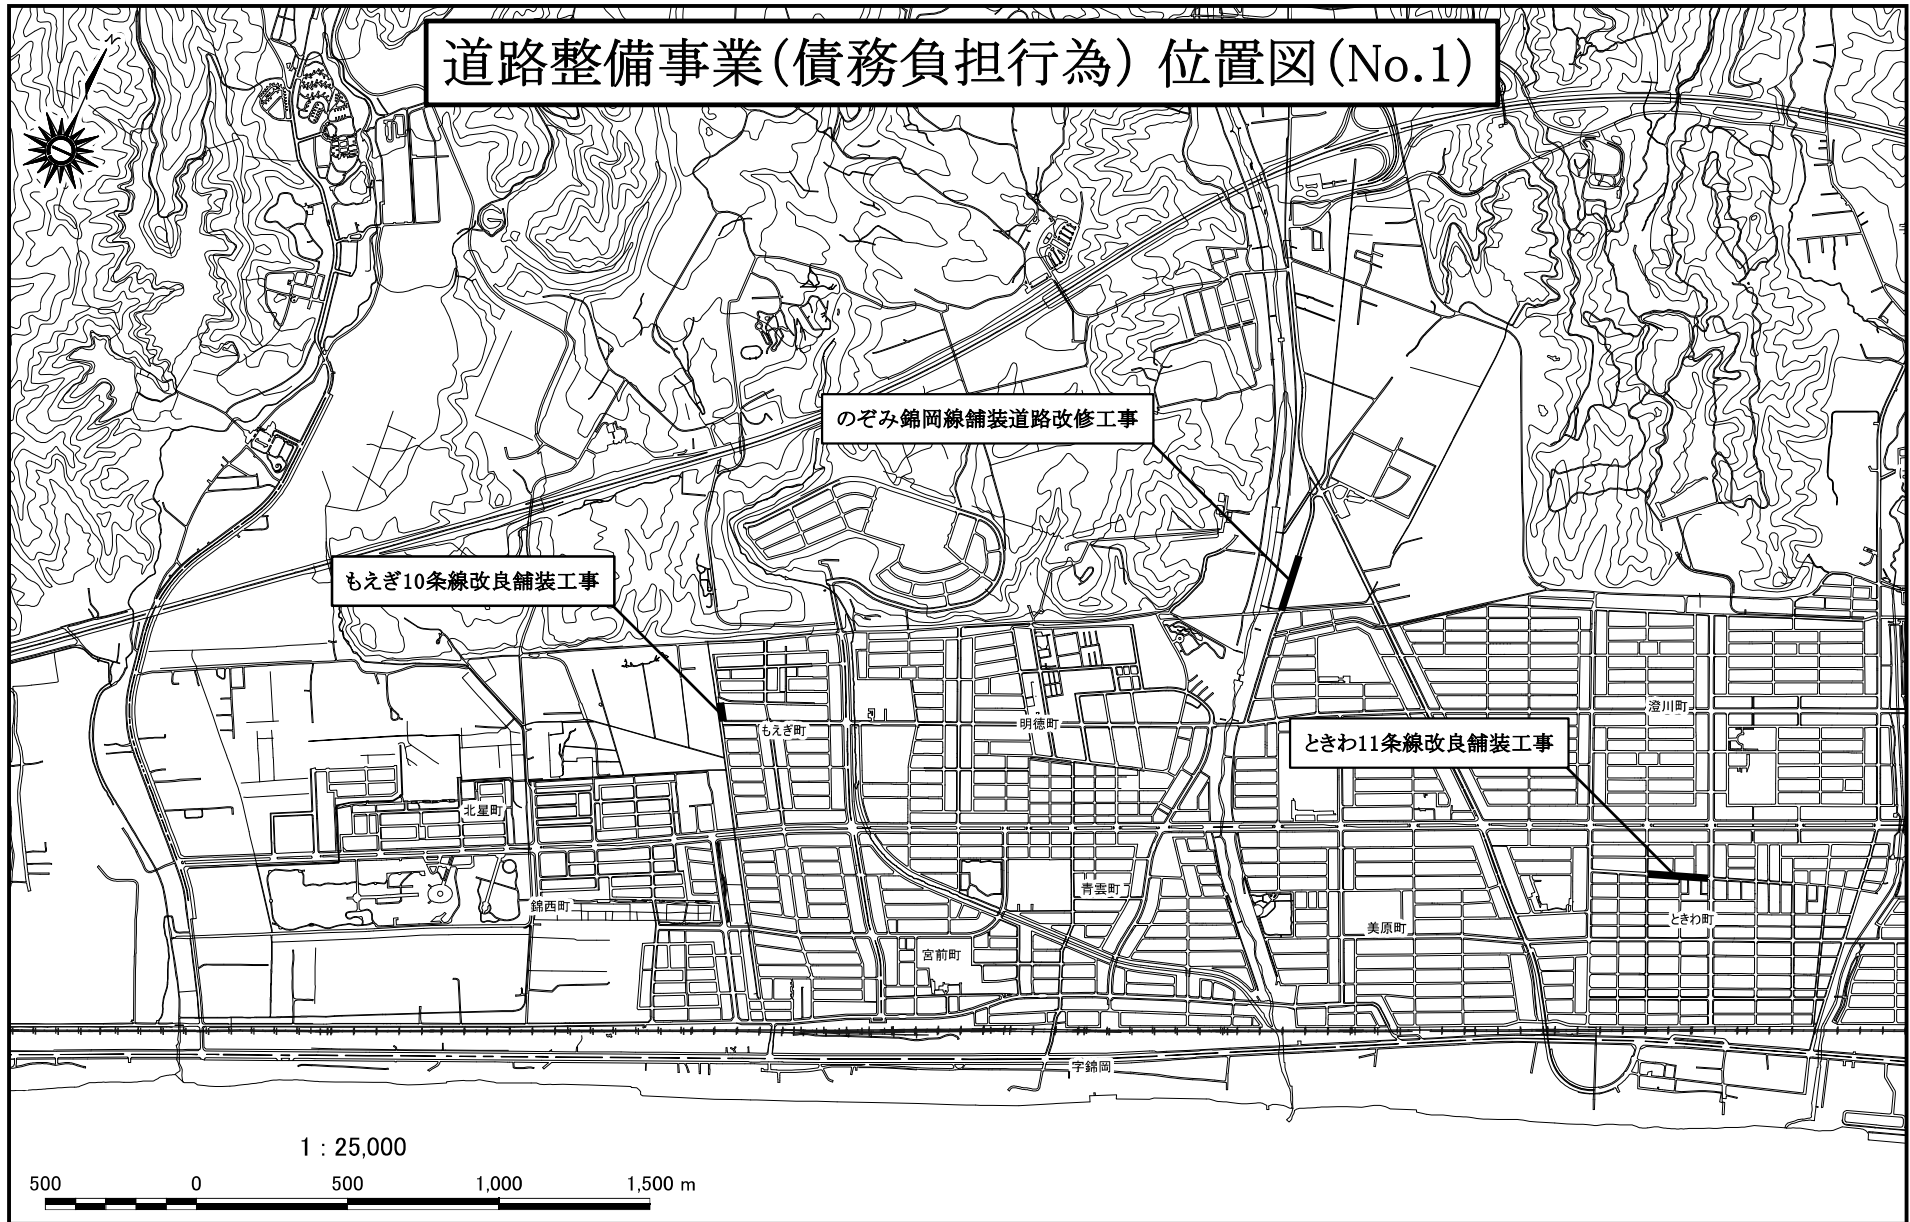 道路整備事業(債務負担行為) 位置図(No.1)
N
のぞみ錦岡線舗装道路改修工事
もえぎ10条線改良舗装工事
澄川町
明徳町
もえぎ町
ときわ11条線改良舗装工事
北星町
青雲町
錦西町
ときわ町
美原町
宮前町
字錦岡
1 : 25,000
500 0 500 1,000 1,500 m